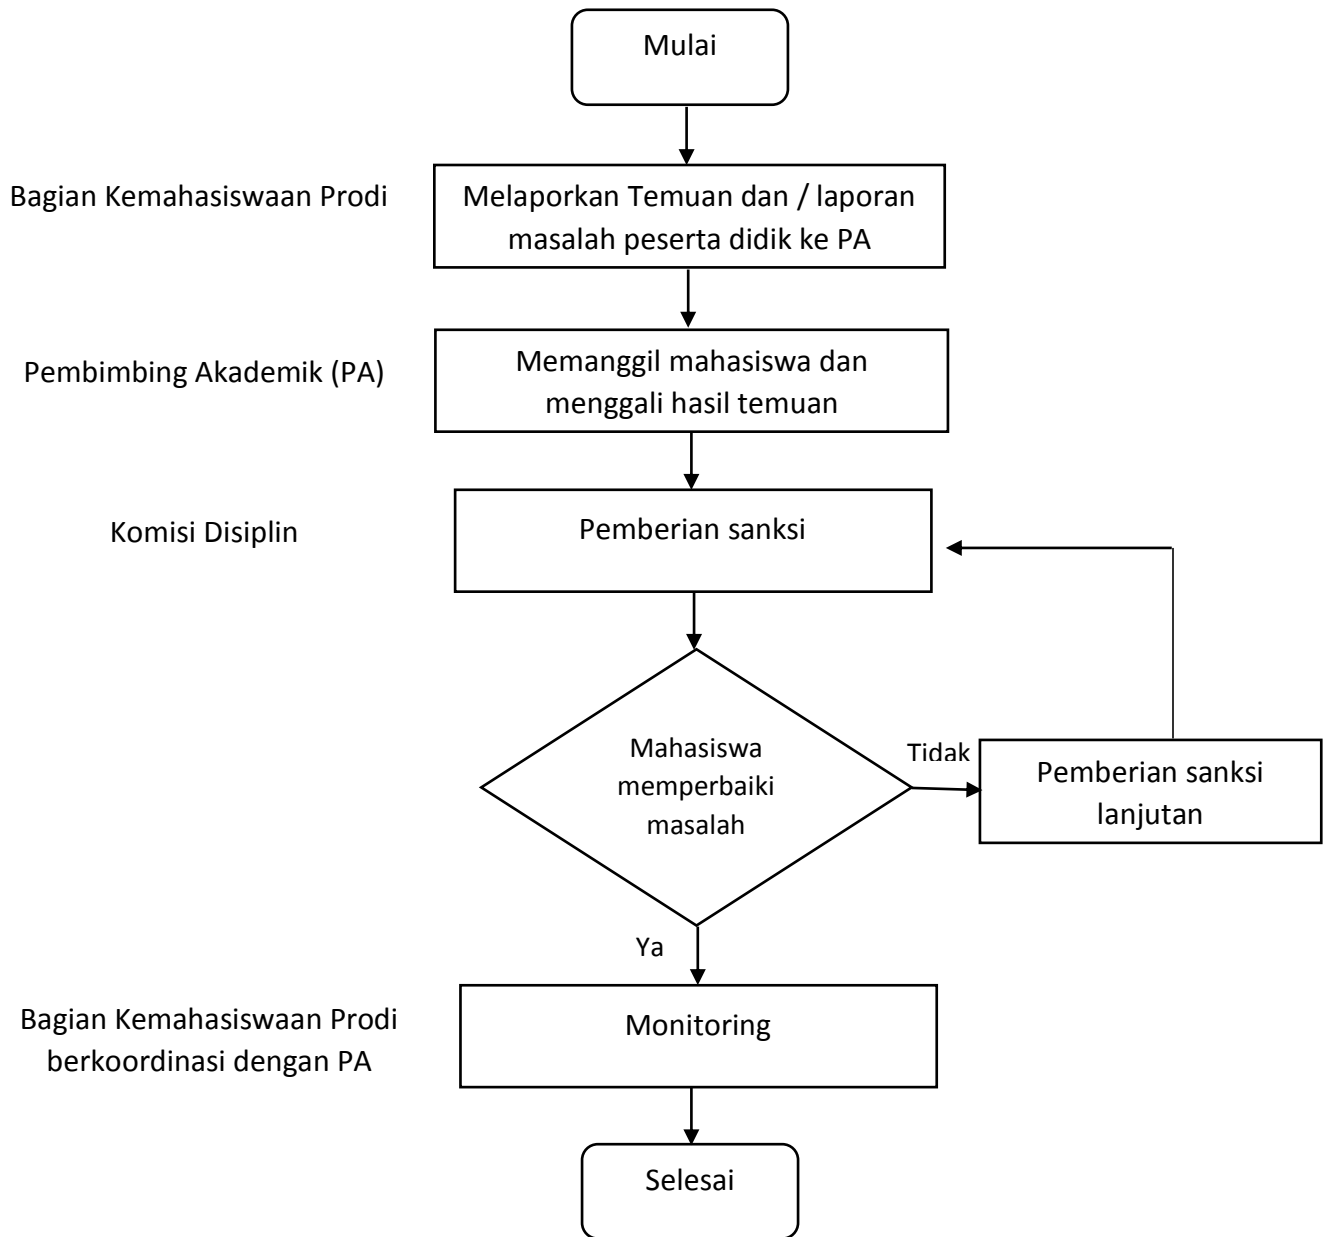 Mulai
Bagian Kemahasiswaan Prodi
Melaporkan Temuan dan / laporan
masalah peserta didik ke PA
Pembimbing Akademik (PA)
Memanggil mahasiswa dan
menggali hasil temuan
Komisi Disiplin
Pemberian sanksi
Mahasiswa
memperbaiki
masalah
Tidak
Pemberian sanksi
lanjutan
Ya
Bagian Kemahasiswaan Prodi
berkoordinasi dengan PA
Monitoring
Selesai